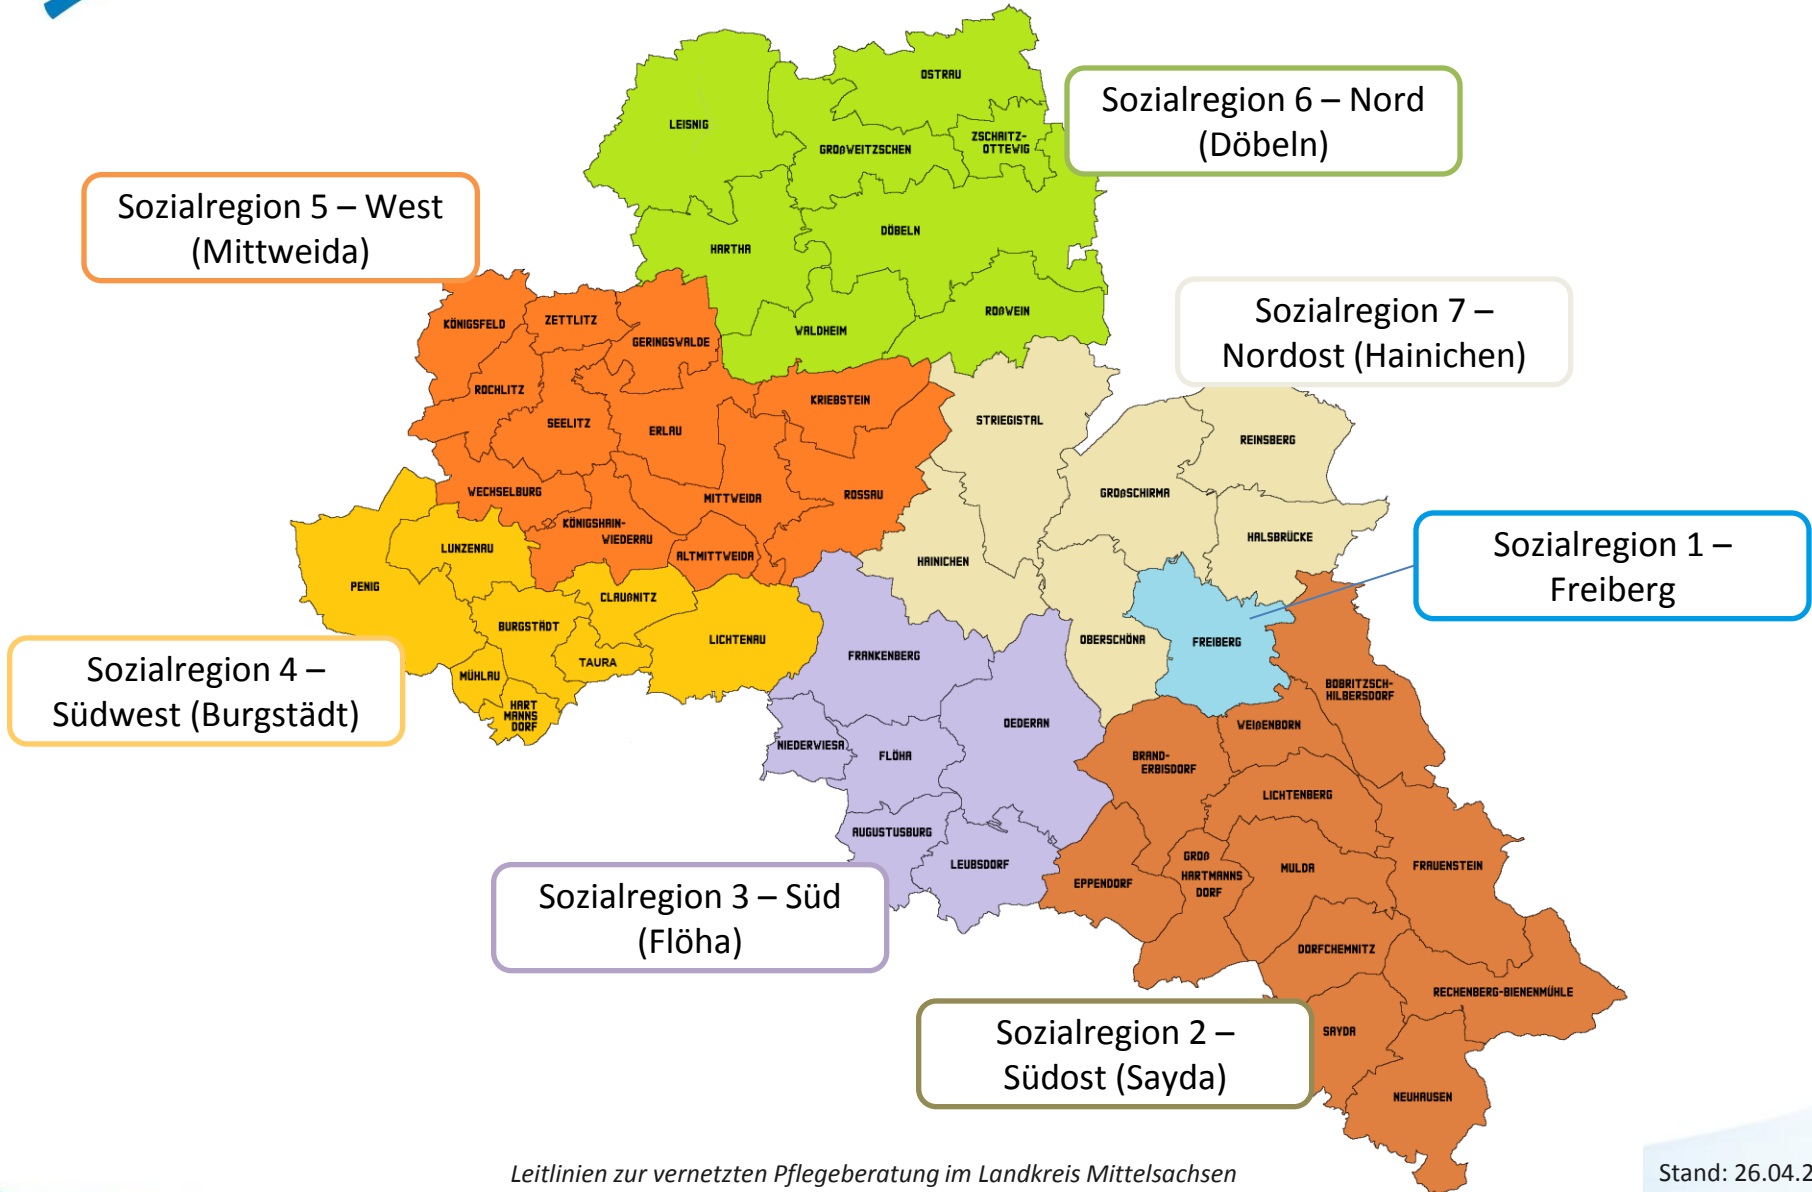 OSTRAU
LEISNIG
ZSCHAITZ-
OTTEWIG
GROßWEITZSCHEN
Sozialregion 6 – Nord
(Döbeln)
Sozialregion 5 – West
(Mittweida)
DÖBELN
HARTHA
ROßWEIN
WALDHEIM
Sozialregion 7 –
Nordost (Hainichen)
KÖNIGSFELD
ZETTLITZ
GERINGSWALDE
ROCHLITZ
KRIEBSTEIN
SEELITZ
ERLAU
STRIEGISTAL
REINSBERG
WECHSELBURG
MITTWEIDA
ROSSAU
GROßSCHIRMA
KÖNIGSHAIN-
WIEDERAU
ALTMITTWEIDA
LUNZENAU
HAINICHEN
HALSBRÜCKE
Sozialregion 1 –
Freiberg
PENIG
CLAUßNITZ
BURGSTÄDT
LICHTENAU
TAURA
MÜHLAU
HART
MANNS
DORF
Sozialregion 4 –
Südwest (Burgstädt)
FRANKENBERG
OBERSCHÖNA
FREIBERG
BOBRITZSCH-
HILBERSDORF
OEDERAN
WEIßENBORN
NIEDERWIESA
FLÖHA
BRAND-
ERBISDORF
LICHTENBERG
AUGUSTUSBURG
LEUBSDORF
EPPENDORF
GROß
HARTMANNS
DORF
MULDA
FRAUENSTEIN
Sozialregion 3 – Süd
(Flöha)
DORFCHEMNITZ
RECHENBERG-BIENENMÜHLE
Sozialregion 2 –
Südost (Sayda)
SAYDA
NEUHAUSEN
Leitlinien zur vernetzten Pflegeberatung im Landkreis Mittelsachsen
Stand: 26.04.2